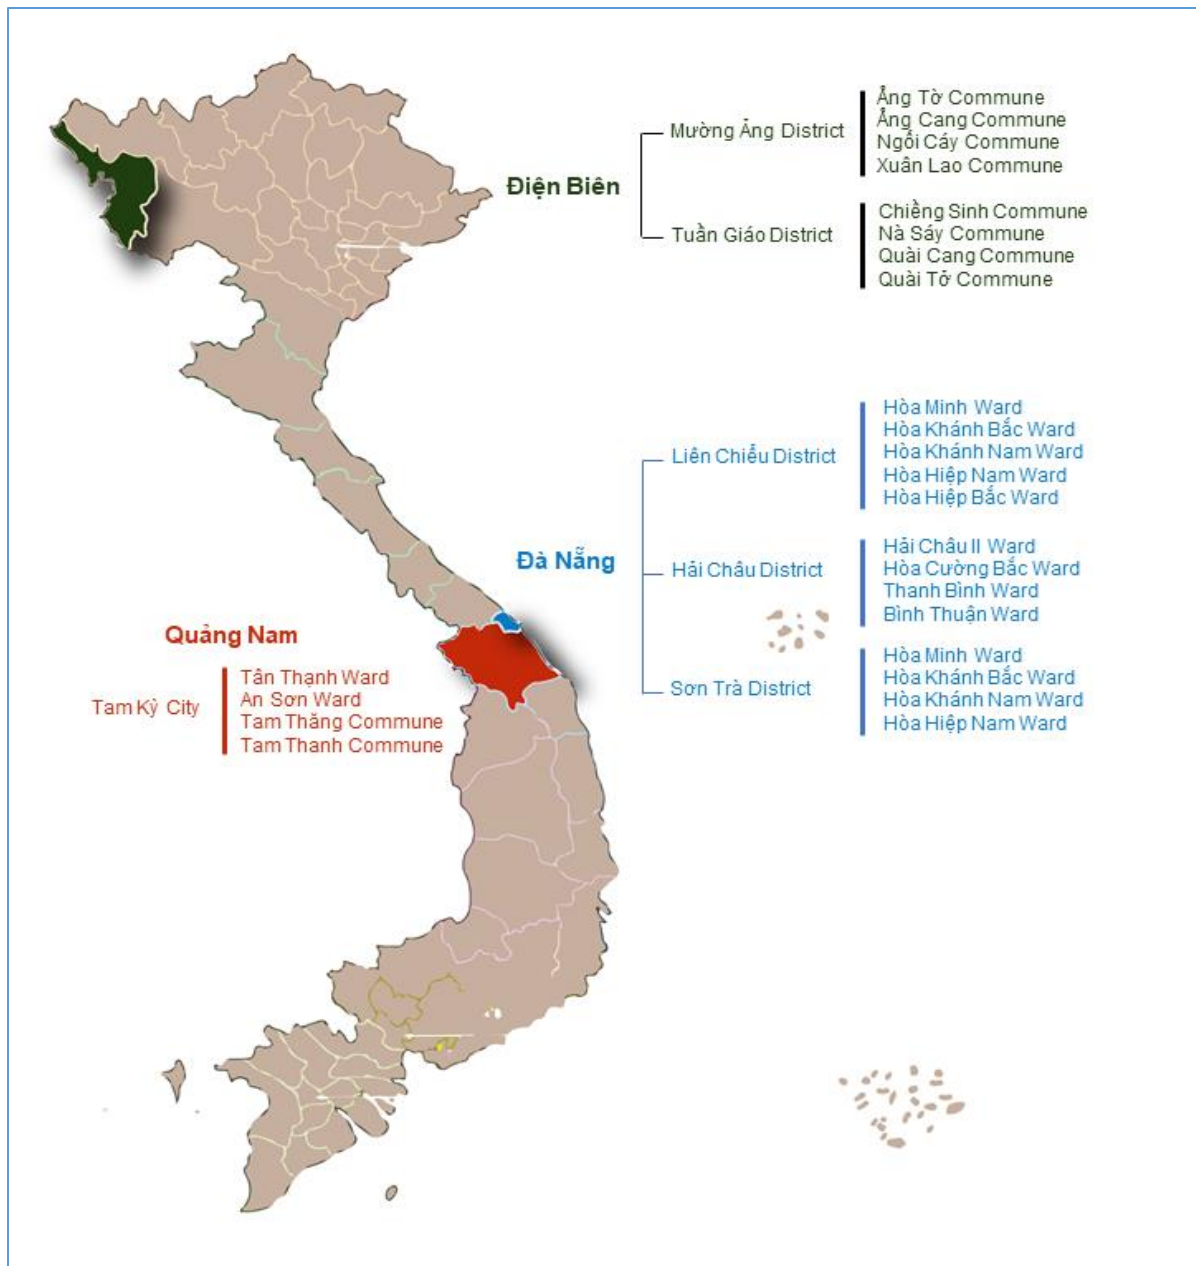 Điện Biên
Mường Ảng District
Ẳng Tờ Commune
Ẳng Cang Commune
Ngối Cáy Commune
Xuân Lao Commune
Tuần Giáo District
Chiềng Sinh Commune
Nà Sáy Commune
Quài Cang Commune
Quài Tở Commune
Đà Nẵng
Liên Chiểu District
Hòa Minh Ward
Hòa Khánh Bắc Ward
Hòa Khánh Nam Ward
Hòa Hiệp Nam Ward
Hòa Hiệp Bắc Ward
Hải Châu District
Hải Châu II Ward
Hòa Cường Bắc Ward
Thanh Bình Ward
Bình Thuận Ward
Sơn Trà District
Hòa Minh Ward
Hòa Khánh Bắc Ward
Hòa Khánh Nam Ward
Hòa Hiệp Nam Ward
Quảng Nam
Tam Kỳ City
Tân Thạnh Ward
An Sơn Ward
Tam Thăng Commune
Tam Thanh Commune